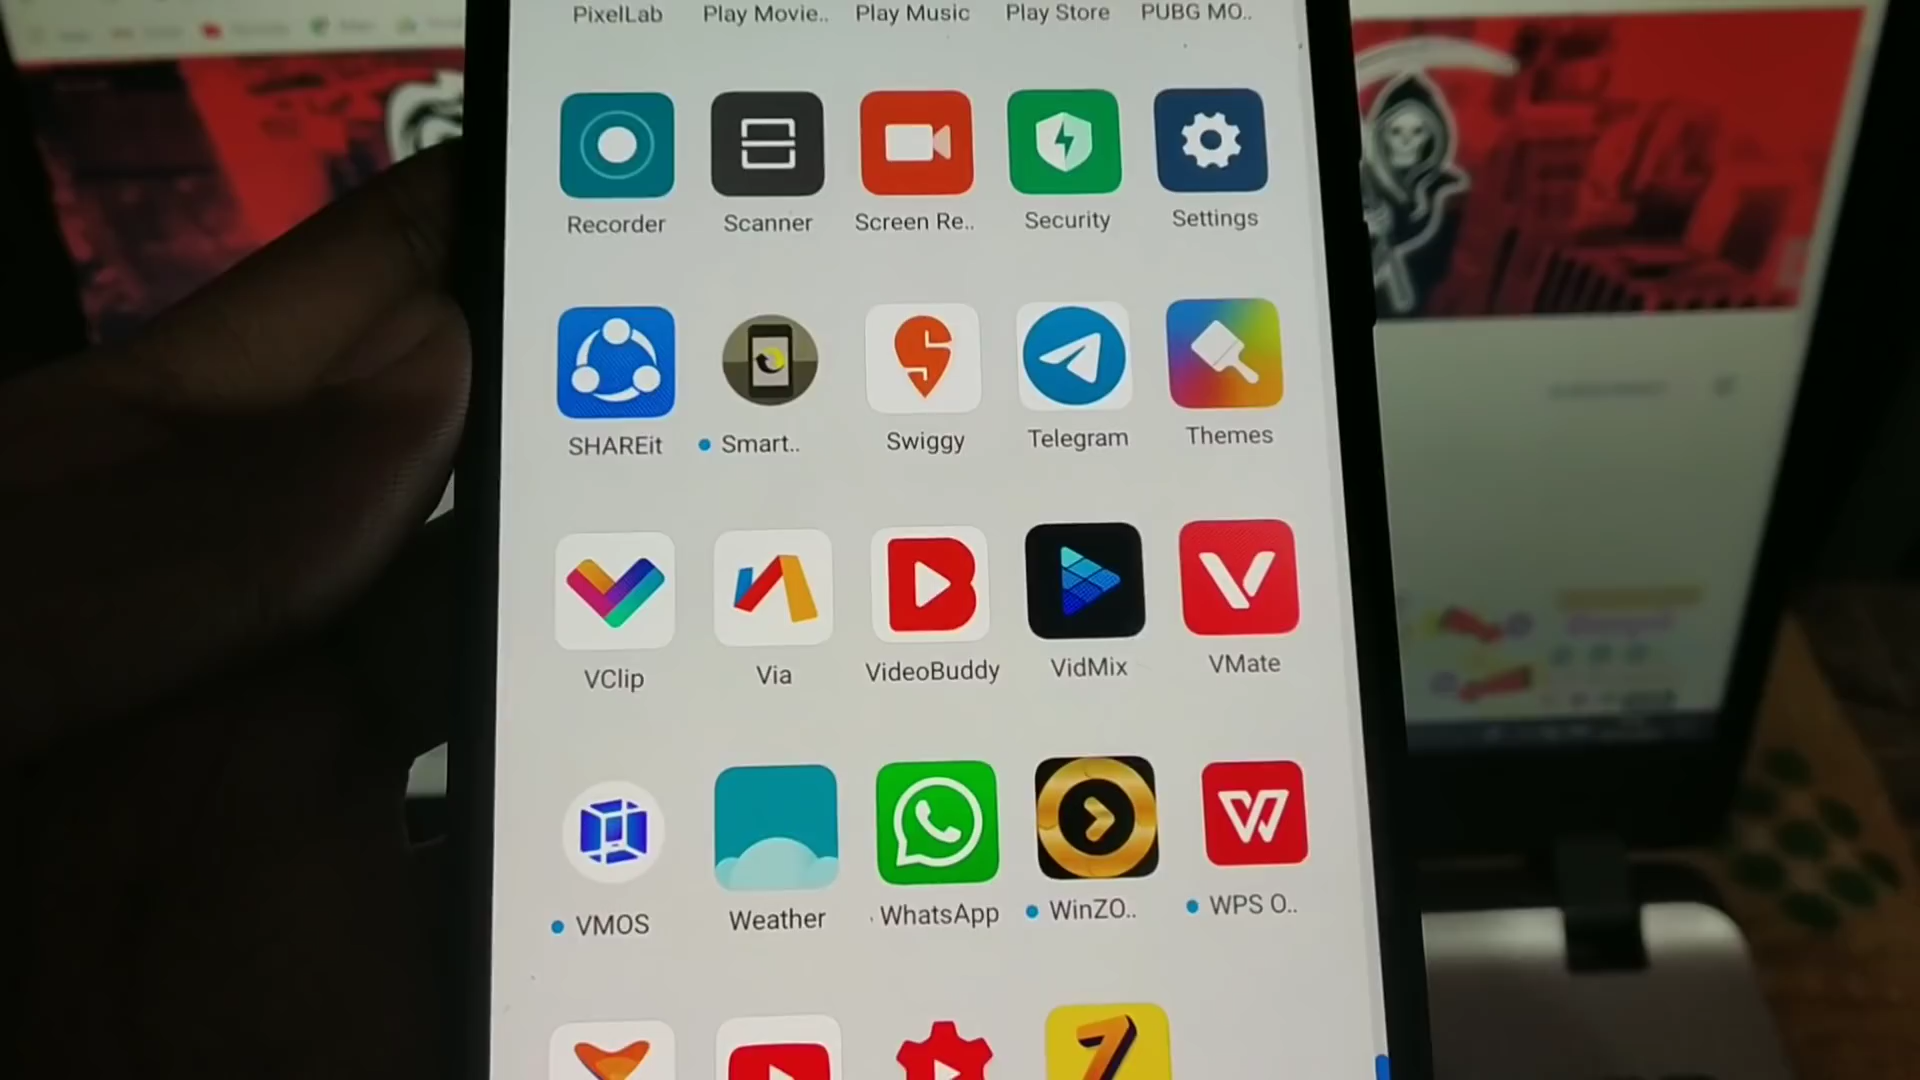 PixelLab Play Movie.. Play Music Play Store PUBG MO..
Recorder Scanner Screen Re.. Security Settings
SHAREit Smart.. Swiggy Telegram Themes
VClip Via VideoBuddy VidMix VMate
VMOS Weather WhatsApp WinZO.. WPS O..